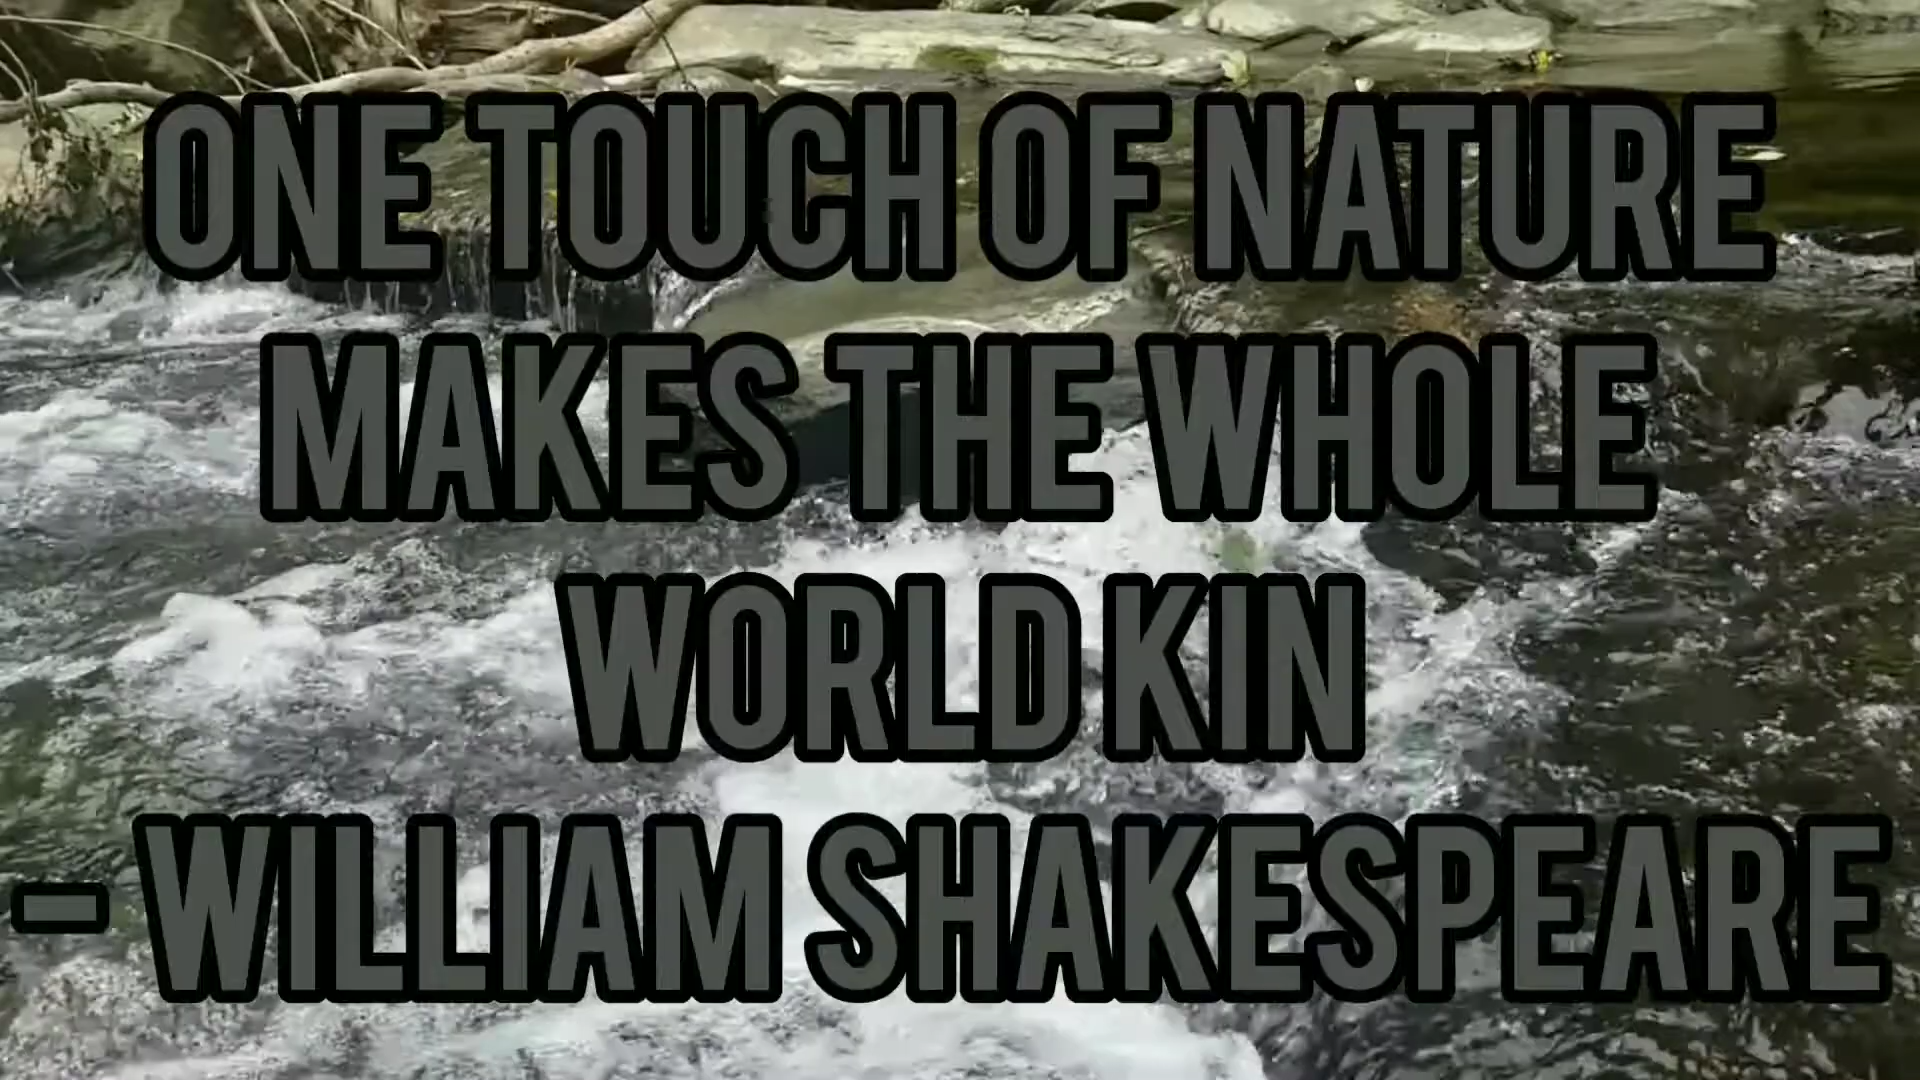 ONE TOUCH OF NATURE
MAKES THE WHOLE
WORLD KIN
- WILLIAM SHAKESPEARE